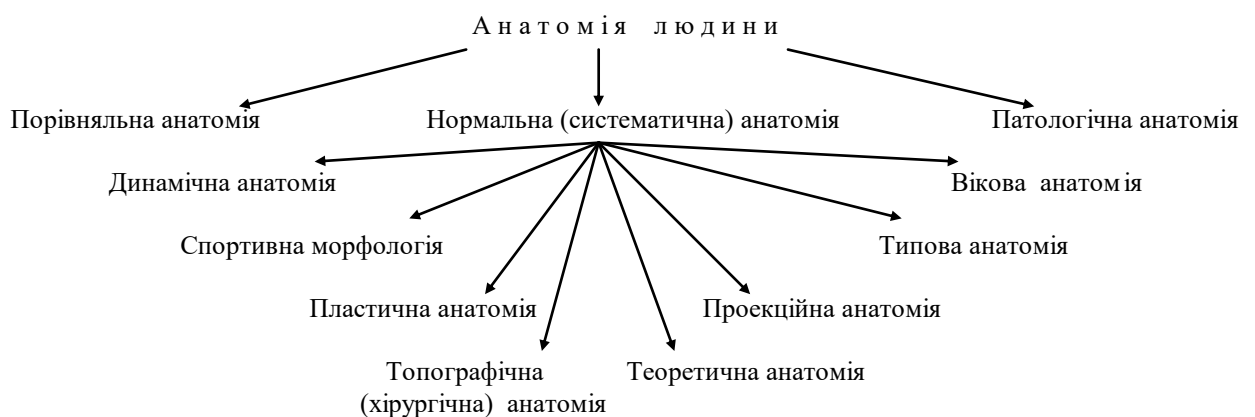 Анатомія людини
Порівняльна анатомія Нормальна (систематична) анатомія Патологічна анатомія
Динамічна анатомія Вікова анатомія
Спортивна морфологія Типова анатомія
Пластична анатомія Проекційна анатомія
Топографічна Теоретична анатомія
(хірургічна) анатомія